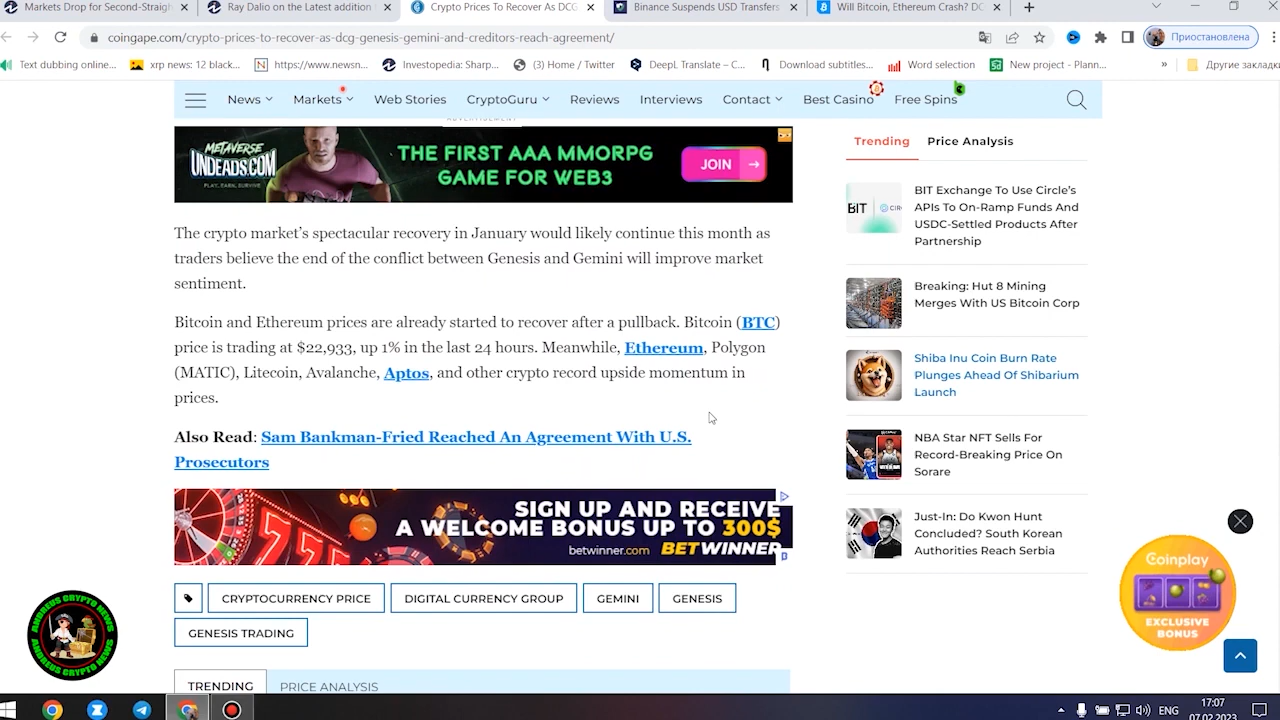 Markets Drop for Second-Straigh
Ray Dalio on the Latest addition
Crypto Prices To Recover As DCG
Binance Suspends USD Transfers
Will Bitcoin, Ethereum Crash? DC
coingape.com/crypto-prices-to-recover-as-dcg-genesis-gemini-and-creditors-reach-agreement/
Приостановлена
Text dubbing online...
xrp news: 12 black...
https://www.newsn...
Investopedia: Sharp...
(3) Home / Twitter
DeepL Translate – C...
Download subtitles...
Word selection
New project - Plann...
»
Другие закладки
News
Markets
Web Stories
CryptoGuru
Reviews
Interviews
Contact
Best Casino
Free Spins
ADVERTISEMENT
METAVERSE
UNDEADS.COM
PLAY. EARN. SURVIVE.
THE FIRST AAA MMORPG
GAME FOR WEB3
JOIN
The crypto market's spectacular recovery in January would likely continue this month as
traders believe the end of the conflict between Genesis and Gemini will improve market
sentiment.
Bitcoin and Ethereum prices are already started to recover after a pullback. Bitcoin (BTC)
price is trading at $22,933, up 1% in the last 24 hours. Meanwhile, Ethereum, Polygon
(MATIC), Litecoin, Avalanche, Aptos, and other crypto record upside momentum in
prices.
Also Read: Sam Bankman-Fried Reached An Agreement With U.S.
Prosecutors
777
SIGN UP AND RECEIVE
A WELCOME BONUS UP TO 300$
betwinner.com BETWINNER
CRYPTOCURRENCY PRICE
DIGITAL CURRENCY GROUP
GEMINI
GENESIS
GENESIS TRADING
TRENDING
PRICE ANALYSIS
Trending
Price Analysis
BIT
BIT Exchange To Use Circle's
APIs To On-Ramp Funds And
USDC-Settled Products After
Partnership
Breaking: Hut 8 Mining
Merges With US Bitcoin Corp
Shiba Inu Coin Burn Rate
Plunges Ahead Of Shibarium
Launch
NBA Star NFT Sells For
Record-Breaking Price On
Sorare
Just-In: Do Kwon Hunt
Concluded? South Korean
Authorities Reach Serbia
Coinplay
EXCLUSIVE
BONUS
ANDREUS CRYPTO NEWS
ANDREUS CRYPTO NEWS
ENG
17:07
07.02.2023